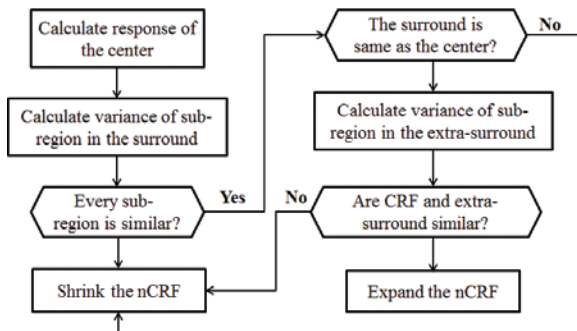 Calculate response of
the center
Calculate variance of sub-
region in the surround
Every sub-
region is similar?
Yes
Shrink the nCRF
The surround is
same as the center?
No
Calculate variance of sub-
region in the extra-surround
No
Are CRF and extra-
surround similar?
Expand the nCRF